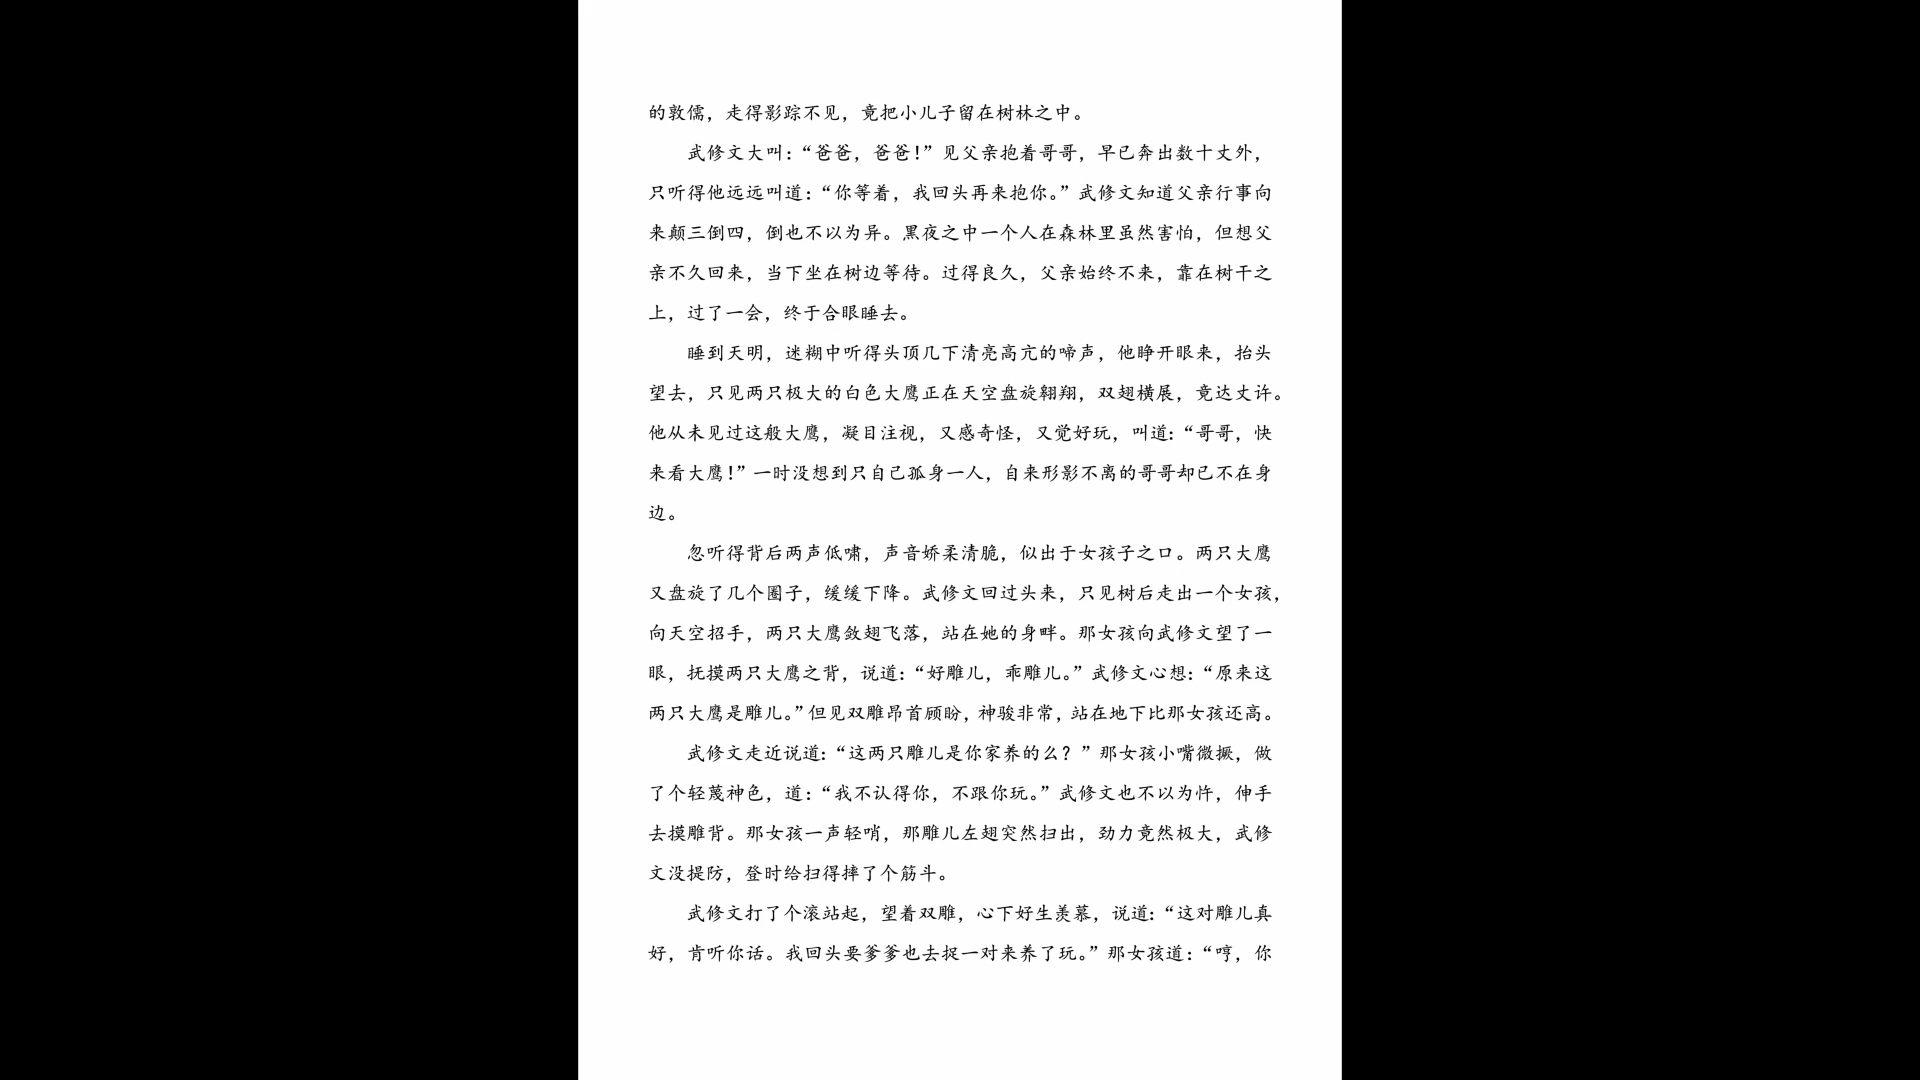 的敦儒，走得影踪不见，竟把小儿子留在树林之中。
武修文大叫：“爸爸，爸爸！”见父亲抱着哥哥，早已奔出数十丈外，
只听得他远远叫道：“你等着，我回头再来抱你。”武修文知道父亲行事向
来颠三倒四，倒也不以为异。黑夜之中一个人在森林里虽然害怕，但想父
亲不久回来，当下坐在树边等待。过得良久，父亲始终不来，靠在树干之
上，过了一会，终于合眼睡去。
睡到天明，迷糊中听得头顶几下清亮高亢的啼声，他睁开眼来，抬头
望去，只见两只极大的白色大鹰正在天空盘旋翱翔，双翅横展，竟达丈许。
他从未见过这般大鹰，凝目注视，又感奇怪，又觉好玩，叫道：“哥哥，快
来看大鹰！”一时没想到只自己孤身一人，自来形影不离的哥哥却已不在身
边。
忽听得背后两声低啸，声音娇柔清脆，似出于女孩子之口。两只大鹰
又盘旋了几个圈子，缓缓下降。武修文回过头来，只见树后走出一个女孩，
向天空招手，两只大鹰敛翅飞落，站在她的身畔。那女孩向武修文望了一
眼，抚摸两只大鹰之背，说道：“好雕儿，乖雕儿。”武修文心想：“原来这
两只大鹰是雕儿。”但见双雕昂首顾盼，神骏非常，站在地下比那女孩还高。
武修文走近说道：“这两只雕儿是你家养的么？”那女孩小嘴微撅，做
了个轻蔑神色，道：“我不认得你，不跟你玩。”武修文也不以为忤，伸手
去摸雕背。那女孩一声轻哨，那雕儿左翅突然扫出，劲力竟然极大，武修
文没提防，登时给扫得摔了个筋斗。
武修文打了个滚站起，望着双雕，心下好生羡慕，说道：“这对雕儿真
好，肯听你话。我回头要爹爹也去捉一对来养了玩。”那女孩道：“哼，你